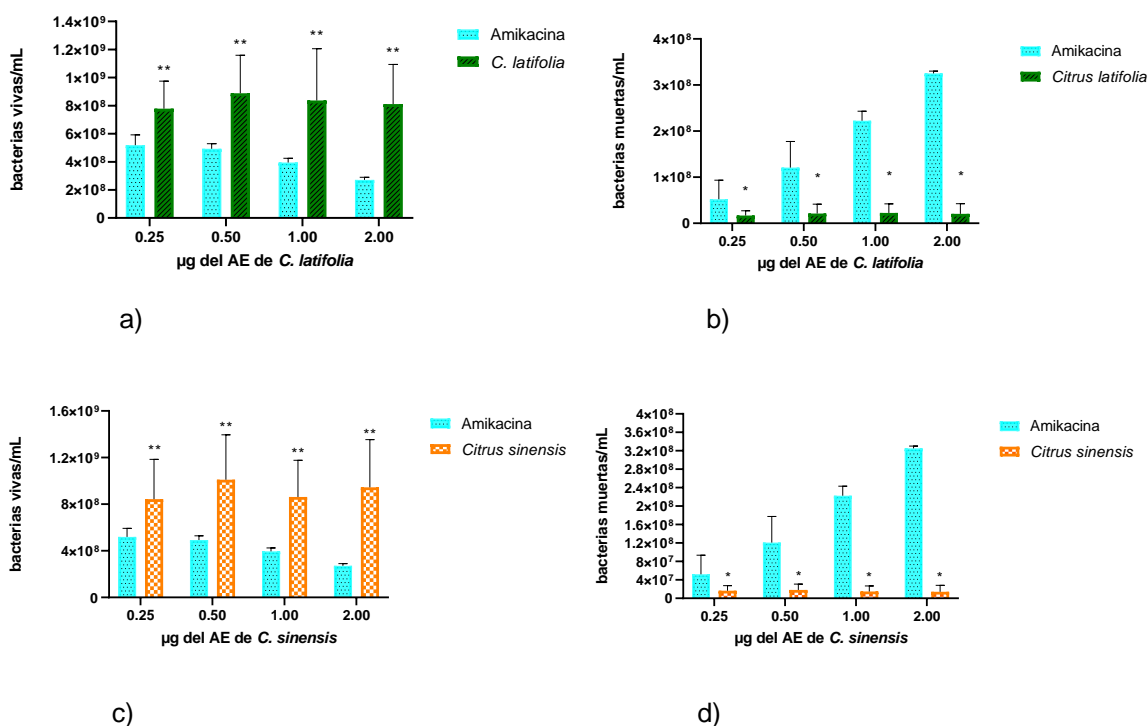 1.4×10⁹
1.2×10⁹
1×10⁹
8×10⁸
6×10⁸
4×10⁸
2×10⁸
0
bacterias vivas/mL
** ** ** **
0.25 0.50 1.00 2.00
µg del AE de C. latifolia
Amikacina
C. latifolia
a)
4×10⁸
3×10⁸
2×10⁸
1×10⁸
0
bacterias muertas/mL
* * * *
0.25 0.50 1.00 2.00
µg del AE de C. latifolia
Amikacina
Citrus latifolia
b)
1.6×10⁹
1.2×10⁹
8×10⁸
4×10⁸
0
bacterias vivas/mL
** ** ** **
0.25 0.50 1.00 2.00
µg del AE de C. sinensis
Amikacina
Citrus sinensis
c)
4×10⁸
3.6×10⁸
3.2×10⁸
2.8×10⁸
2.4×10⁸
2×10⁸
1.6×10⁸
1.2×10⁸
8×10⁷
4×10⁷
0
bacterias muertas/mL
* * * *
0.25 0.50 1.00 2.00
µg del AE de C. sinensis
Amikacina
Citrus sinensis
d)